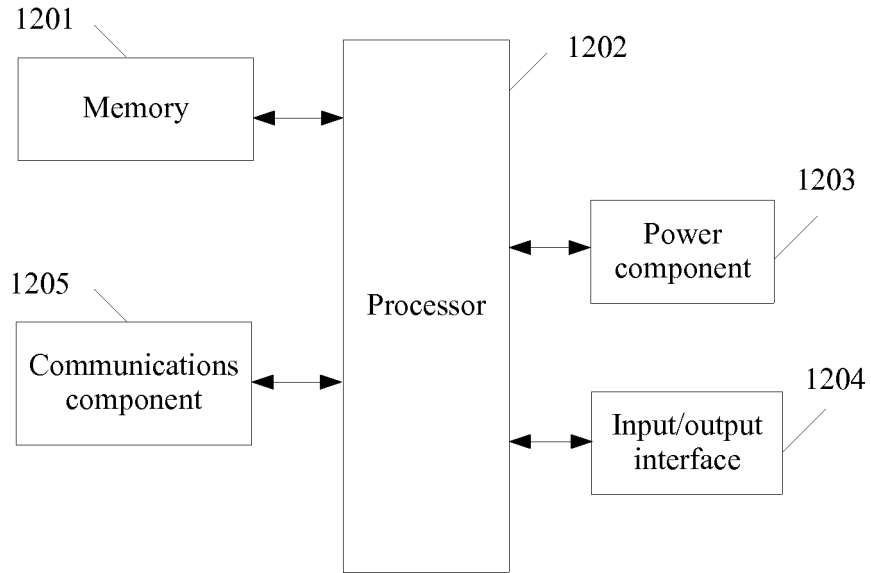 1201
Memory
1202
1203
Power
component
1205
Processor
Communications
component
1204
Input/output
interface